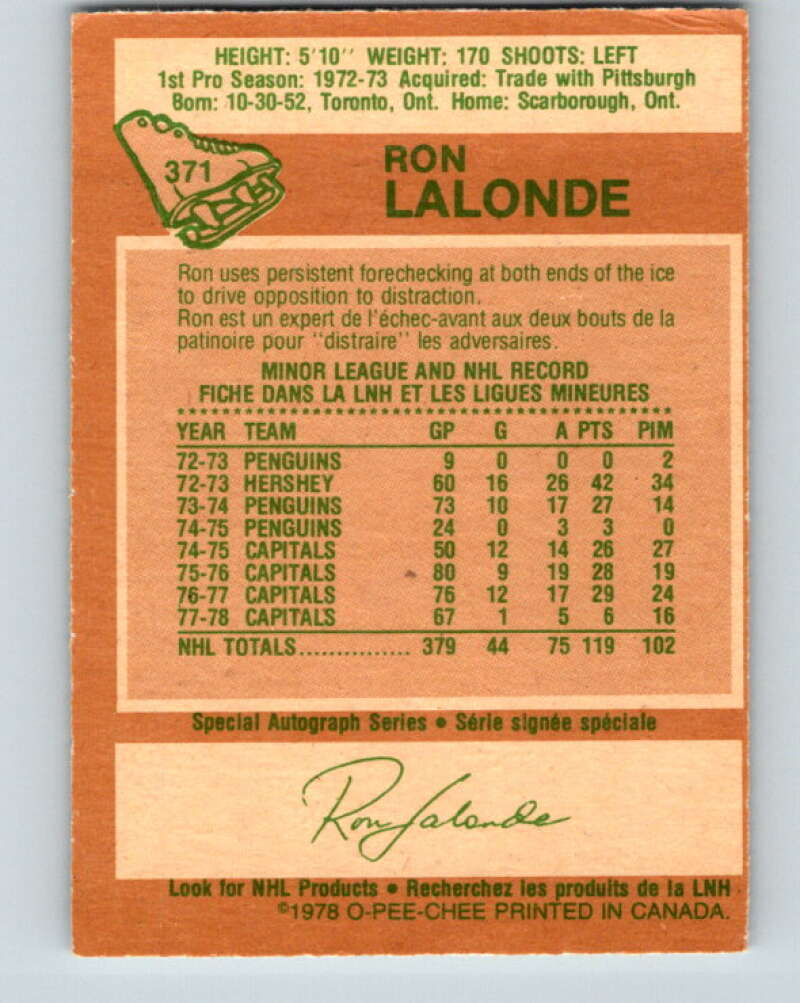 HEIGHT: 5'10'' WEIGHT: 170 SHOOTS: LEFT
1st Pro Season: 1972-73 Acquired: Trade with Pittsburgh
Born: 10-30-52, Toronto, Ont. Home: Scarborough, Ont.
371
RON
LALONDE
Ron uses persistent forechecking at both ends of the ice
to drive opposition to distraction.
Ron est un expert de l'échec-avant aux deux bouts de la
patinoire pour ''distraire'' les adversaires.
MINOR LEAGUE AND NHL RECORD
FICHE DANS LA LNH ET LES LIGUES MINEURES
YEAR TEAM GP G A PTS PIM
72-73 PENGUINS 9 0 0 0 2
72-73 HERSHEY 60 16 26 42 34
73-74 PENGUINS 73 10 17 27 14
74-75 PENGUINS 24 0 3 3 0
74-75 CAPITALS 50 12 14 26 27
75-76 CAPITALS 80 9 19 28 19
76-77 CAPITALS 76 12 17 29 24
77-78 CAPITALS 67 1 5 6 16
NHL TOTALS............... 379 44 75 119 102
Special Autograph Series • Série signée spéciale
Ron Lalonde
Look for NHL Products • Recherchez les produits de la LNH
©1978 O-PEE-CHEE PRINTED IN CANADA.